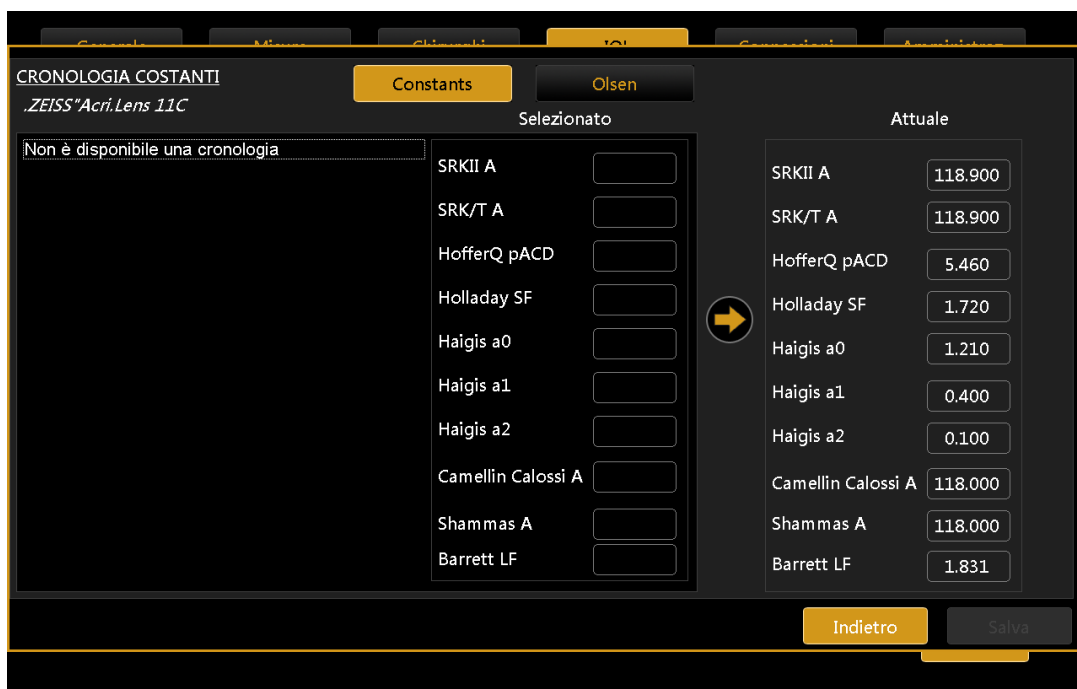 CRONOLOGIA COSTANTI
.ZEISS"Acri.Lens 11C
Constants
Olsen
Selezionato
Attuale
Non è disponibile una cronologia
SRKII A
SRK/T A
HofferQ pACD
Holladay SF
Haigis a0
Haigis a1
Haigis a2
Camellin Calossi A
Shammas A
Barrett LF
SRKII A 118.900
SRK/T A 118.900
HofferQ pACD 5.460
Holladay SF 1.720
Haigis a0 1.210
Haigis a1 0.400
Haigis a2 0.100
Camellin Calossi A 118.000
Shammas A 118.000
Barrett LF 1.831
Indietro
Salva